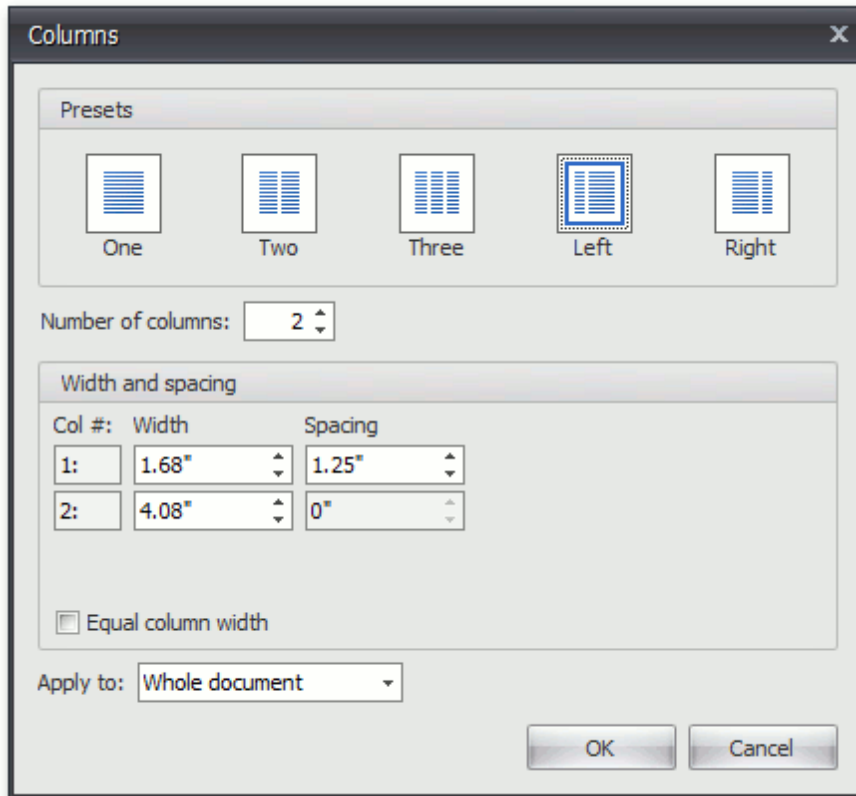 Columns
Presets
One Two Three Left Right
Number of columns: 2
Width and spacing
Col #: Width Spacing
1: 1.68" 1.25"
2: 4.08" 0"
Equal column width
Apply to: Whole document
OK Cancel